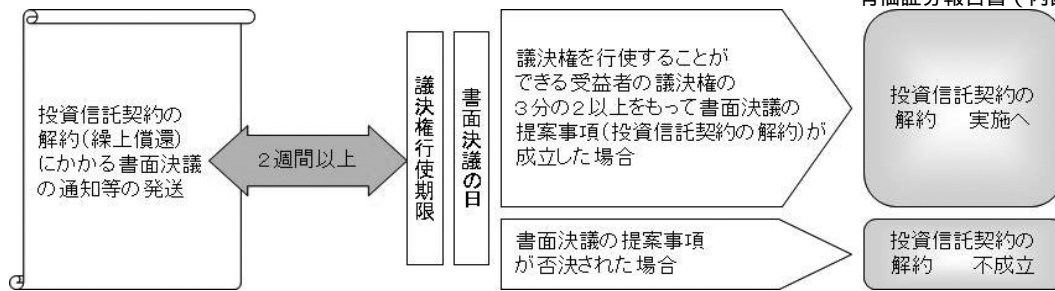 投資信託契約の
解約(繰上償還)
にかかる書面決議
の通知等の発送
2週間以上
議決権行使期限
書面決議の日
議決権を行使することが
できる受益者の議決権の
3分の2以上をもって書面決議の
提案事項(投資信託契約の解約)が
成立した場合
投資信託契約の
解約　実施へ
書面決議の提案事項
が否決された場合
投資信託契約の
解約　不成立